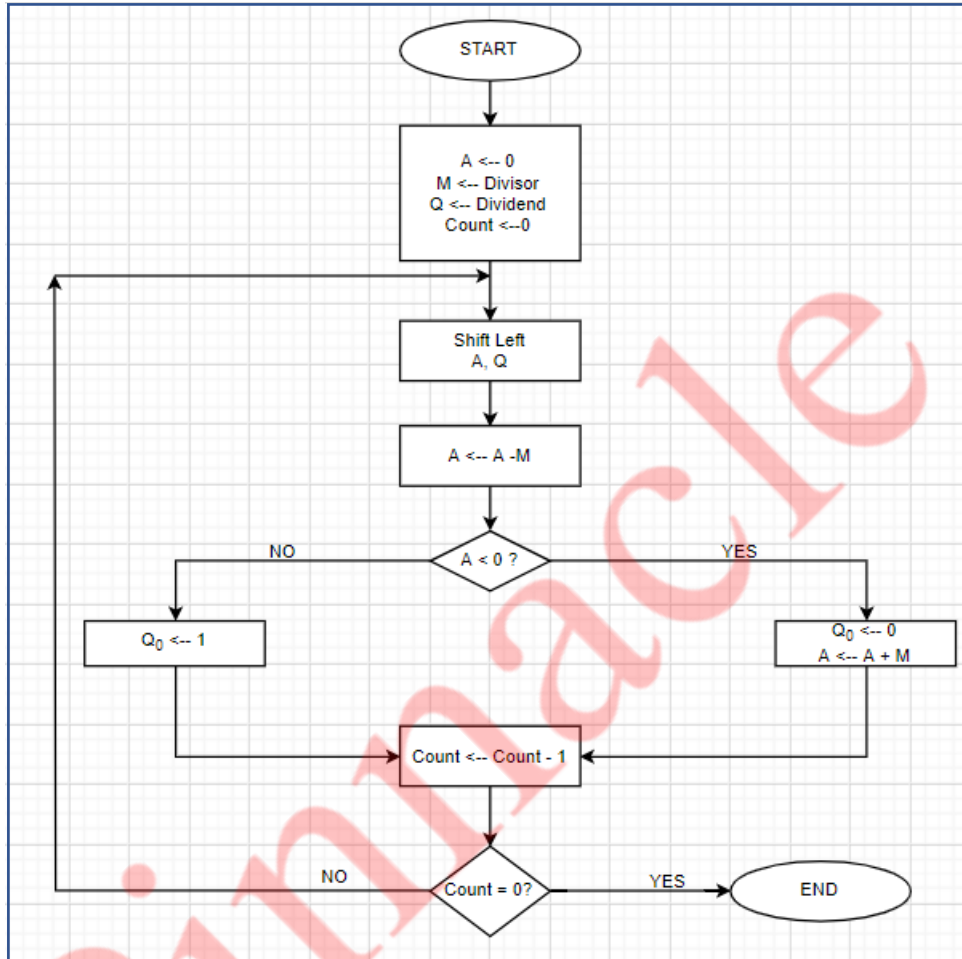 START
A <-- 0
M <-- Divisor
Q <-- Dividend
Count <--0
Shift Left
A, Q
A <-- A -M
A < 0 ?
NO
YES
Q₀ <-- 1
Q₀ <-- 0
A <-- A + M
Count <-- Count - 1
Count = 0?
NO
YES
END
innacle